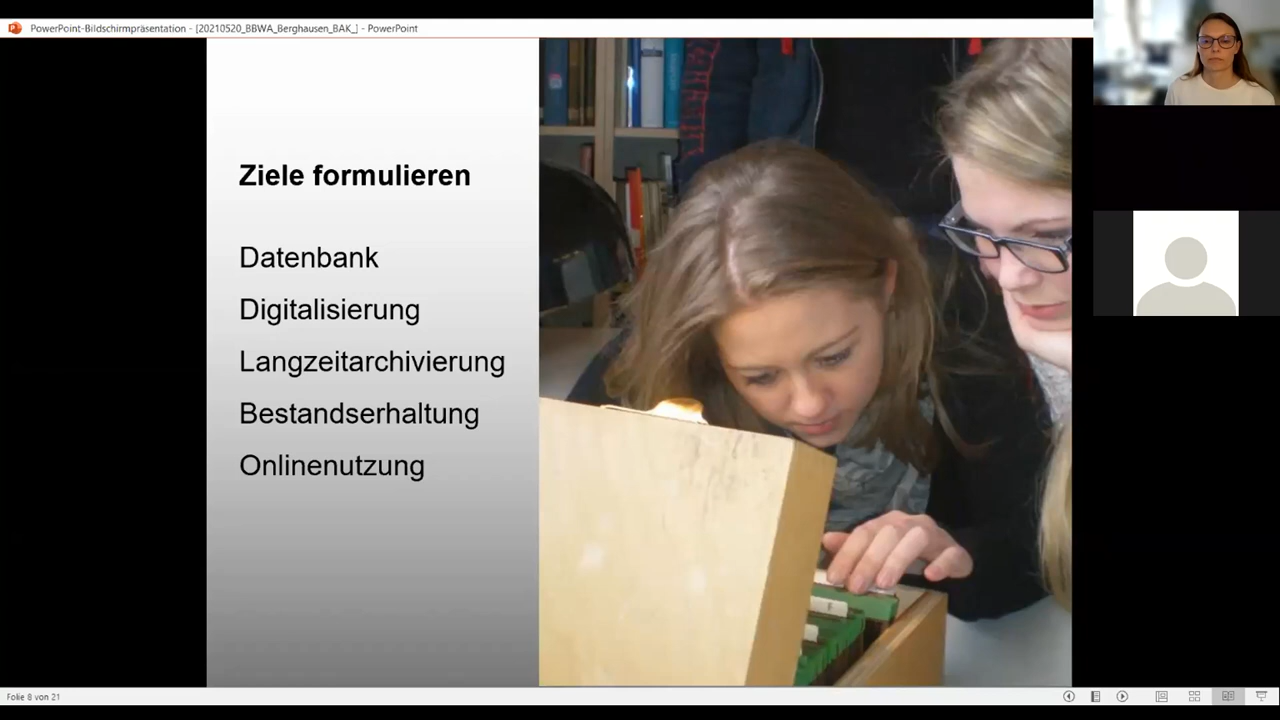 PowerPoint-Bildschirmpräsentation - [20210520_BBWA_Berghausen_BAK_] - PowerPoint
Ziele formulieren
Datenbank
Digitalisierung
Langzeitarchivierung
Bestandserhaltung
Onlinenutzung
Folie 8 von 21